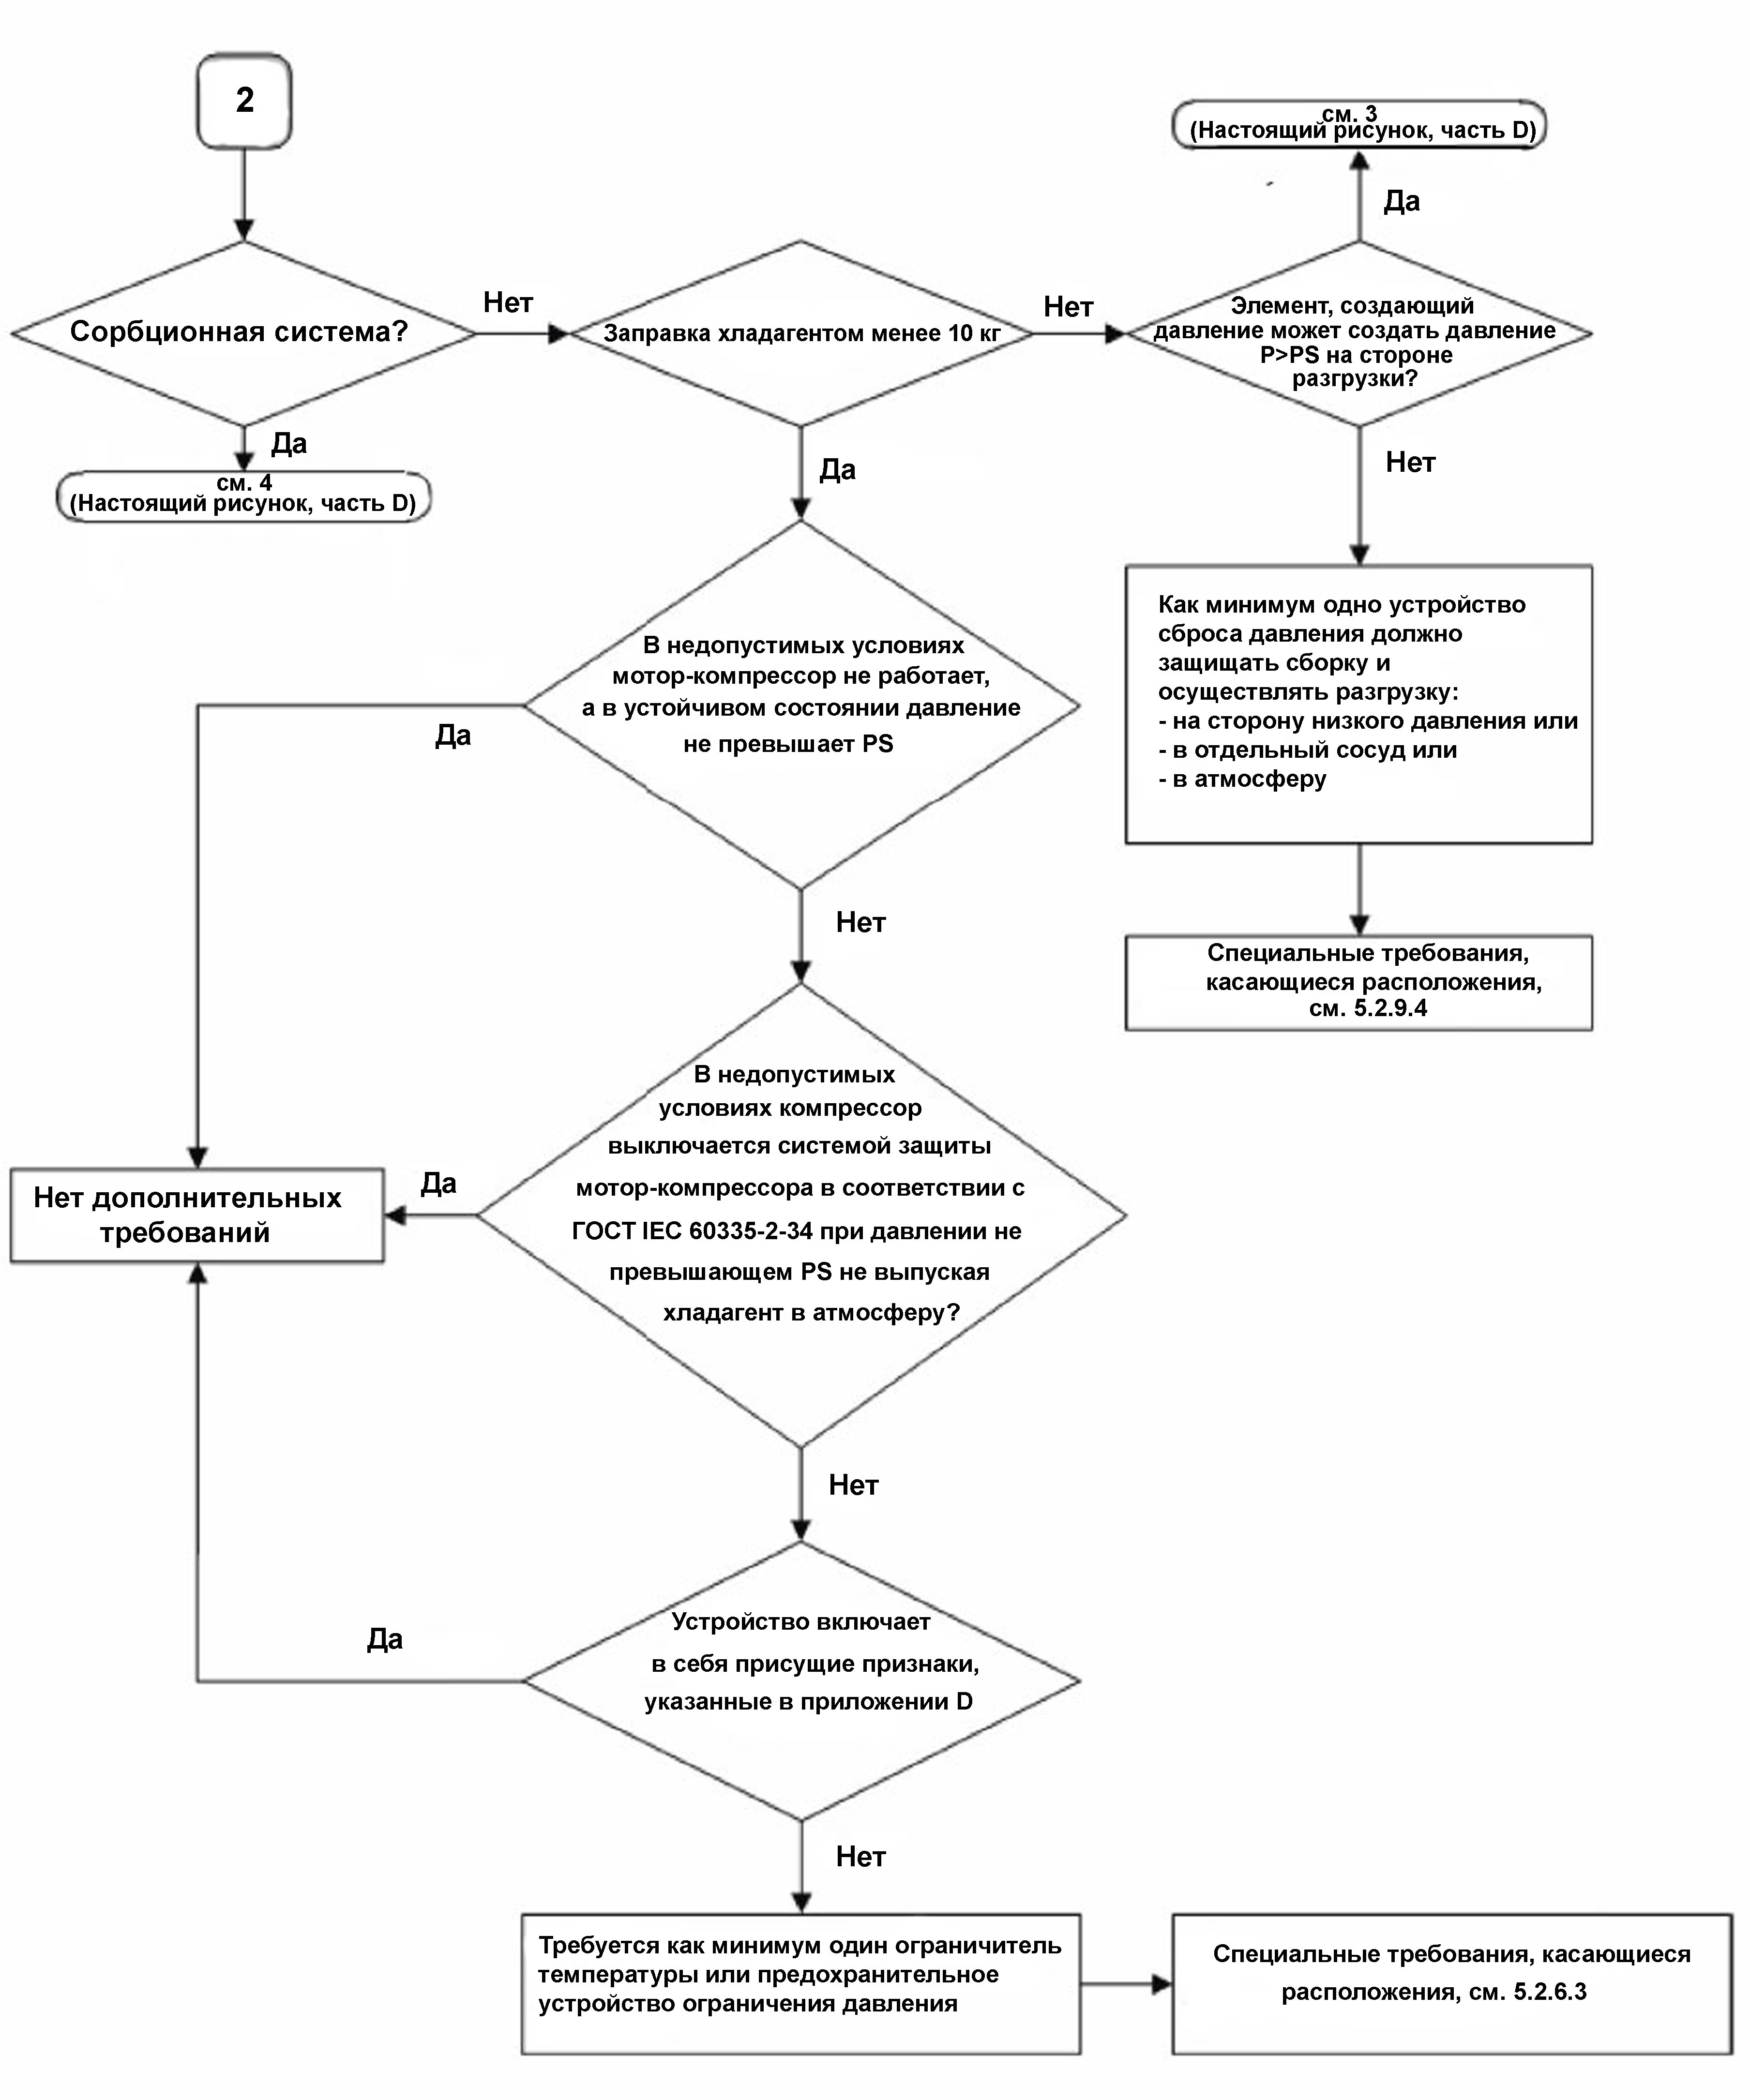 2
см. 3
(Настоящий рисунок, часть D)
Да
Сорбционная система?
Нет
Заправка хладагентом менее 10 кг
Нет
Элемент, создающий
давление может создать давление
P>PS на стороне
разгрузки?
Да
см. 4
(Настоящий рисунок, часть D)
Да
Нет
В недопустимых условиях
мотор-компрессор не работает,
а в устойчивом состоянии давление
не превышает PS
Да
Как минимум одно устройство
сброса давления должно
защищать сборку и
осуществлять разгрузку:
- на сторону низкого давления или
- в отдельный сосуд или
- в атмосферу
Нет
Специальные требования,
касающиеся расположения,
см. 5.2.9.4
В недопустимых
условиях компрессор
выключается системой защиты
мотор-компрессора в соответствии с
ГОСТ IEC 60335-2-34 при давлении не
превышающем PS не выпуская
хладагент в атмосферу?
Да
Нет дополнительных
требований
Нет
Устройство включает
в себя присущие признаки,
указанные в приложении D
Да
Нет
Требуется как минимум один ограничитель
температуры или предохранительное
устройство ограничения давления
Специальные требования, касающиеся
расположения, см. 5.2.6.3